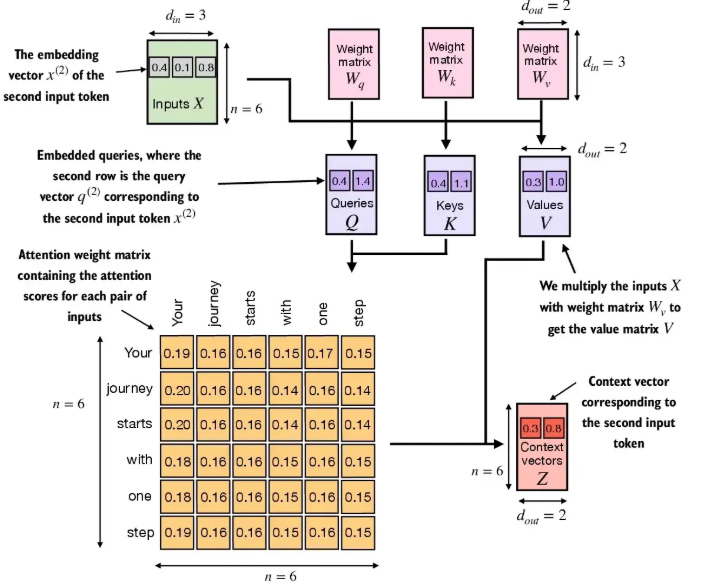 d_in = 3
The embedding
vector x^(2) of the
second input token
0.4 0.1 0.8
Inputs X
n = 6
Weight
matrix
W_q
Weight
matrix
W_k
d_out = 2
Weight
matrix
W_v
d_in = 3
Embedded queries, where the
second row is the query
vector q^(2) corresponding to
the second input token x^(2)
0.4 1.4
Queries
Q
0.4 1.1
Keys
K
d_out = 2
0.3 1.0
Values
V
We multiply the inputs X
with weight matrix W_v to
get the value matrix V
Attention weight matrix
containing the attention
scores for each pair of
inputs
Your journey starts with one step
Your 0.19 0.16 0.16 0.15 0.17 0.15
journey 0.20 0.16 0.16 0.14 0.16 0.14
starts 0.20 0.16 0.16 0.14 0.16 0.14
with 0.18 0.16 0.16 0.15 0.16 0.15
one 0.18 0.16 0.16 0.15 0.16 0.15
step 0.19 0.16 0.16 0.15 0.16 0.15
n = 6
n = 6
Context vector
corresponding to
the second input
token
0.3 0.8
Context
vectors
Z
n = 6
d_out = 2